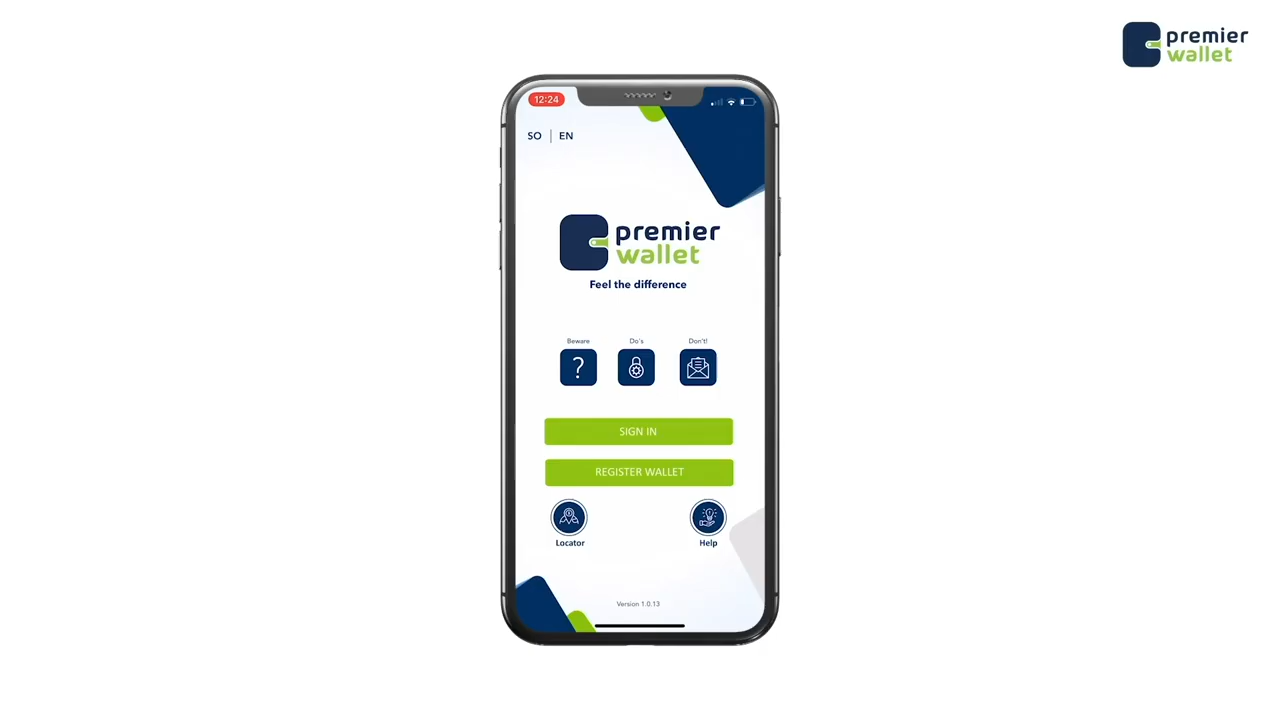 premier
wallet
12:24
SO | EN
premier
wallet
Feel the difference
Beware
Do's
Don't!
SIGN IN
REGISTER WALLET
Locator
Help
Version 1.0.13